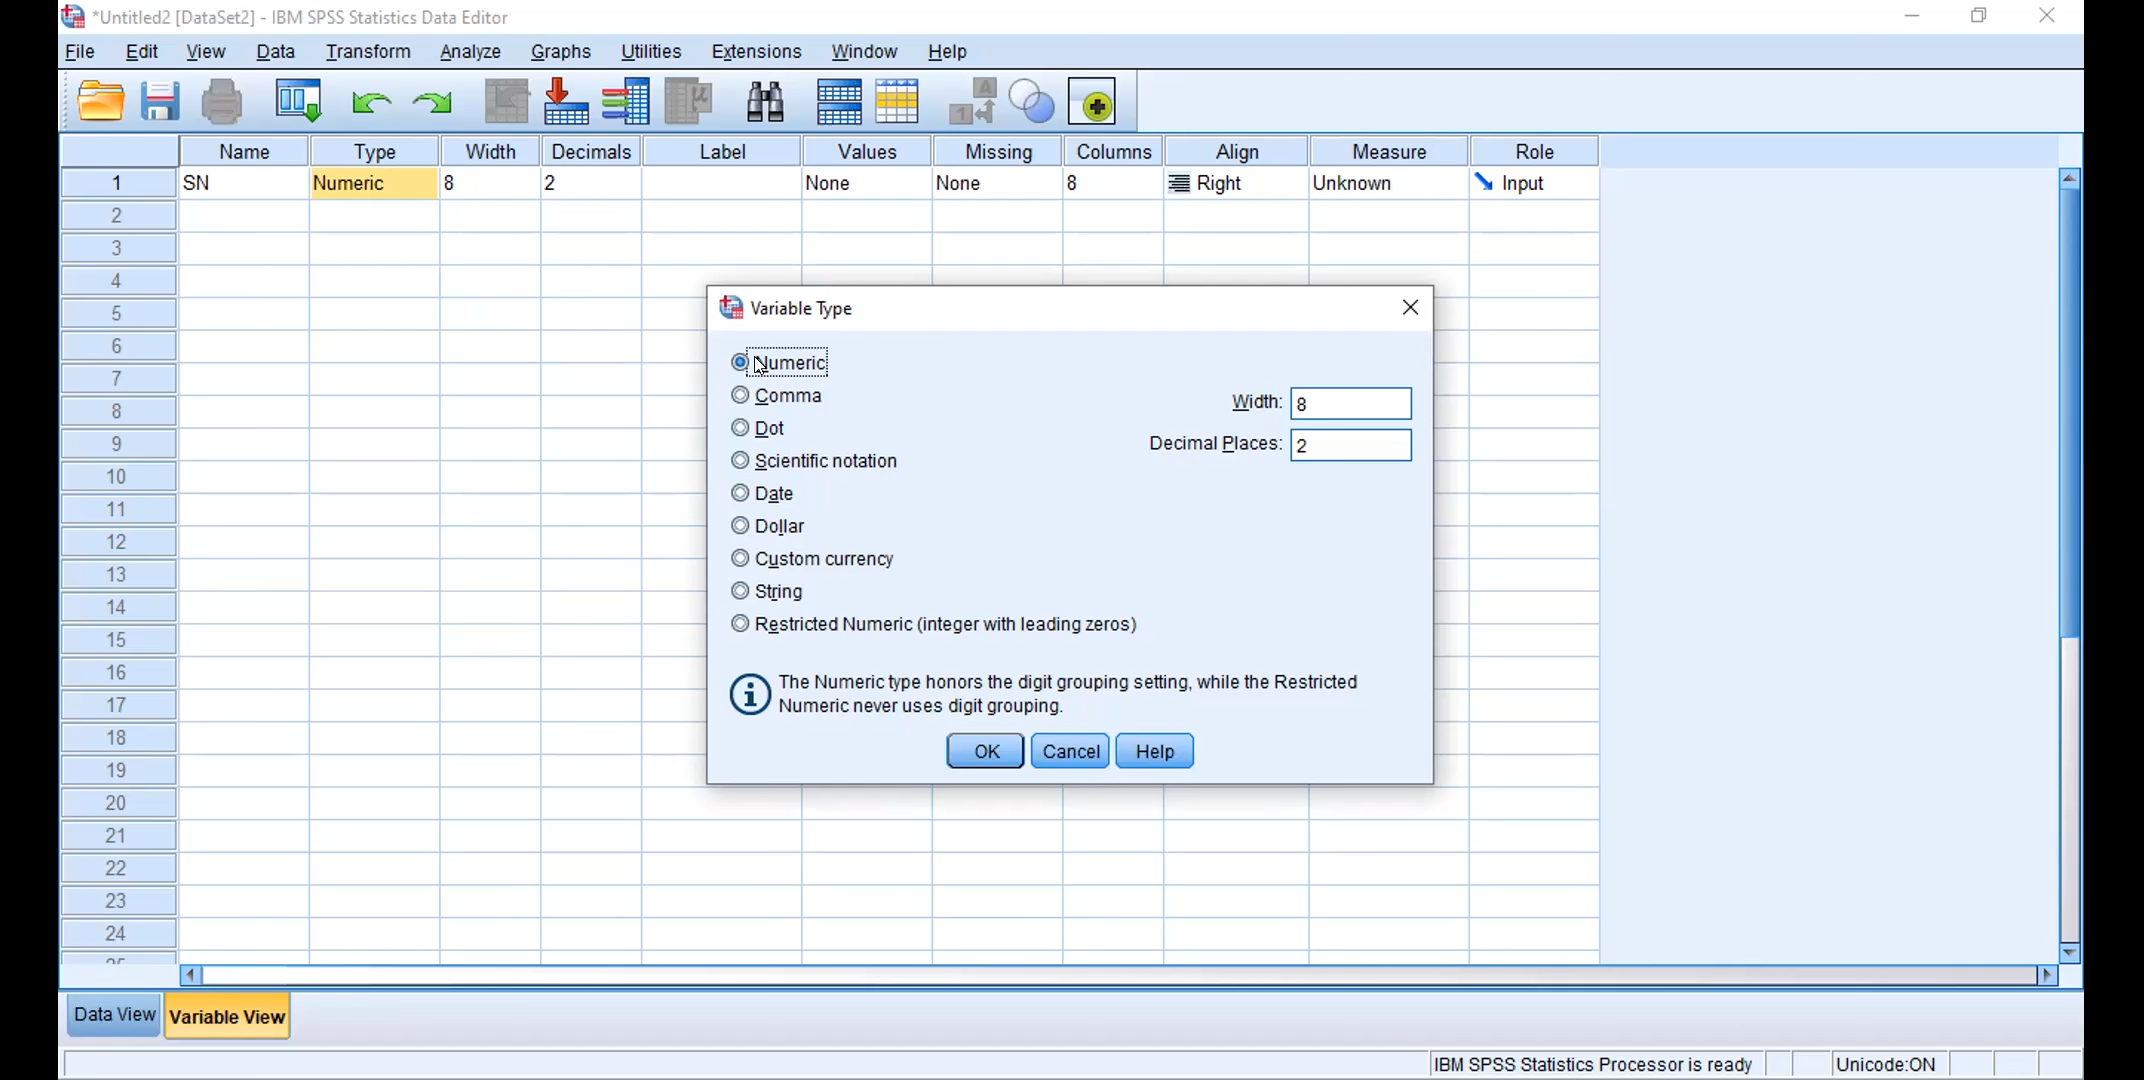 *Untitled2 [DataSet2] - IBM SPSS Statistics Data Editor
File Edit View Data Transform Analyze Graphs Utilities Extensions Window Help
Name Type Width Decimals Label Values Missing Columns Align Measure Role
1 SN Numeric 8 2 None None 8 Right Unknown Input
2
3
4
5
Variable Type
6
7
Numeric
8
Comma
Width: 8
9
Dot
Decimal Places: 2
10
Scientific notation
11
Date
12
Dollar
13
Custom currency
14
String
15
Restricted Numeric (integer with leading zeros)
16
17
The Numeric type honors the digit grouping setting, while the Restricted
Numeric never uses digit grouping.
18
OK Cancel Help
19
20
21
22
23
24
Data View Variable View
IBM SPSS Statistics Processor is ready Unicode:ON